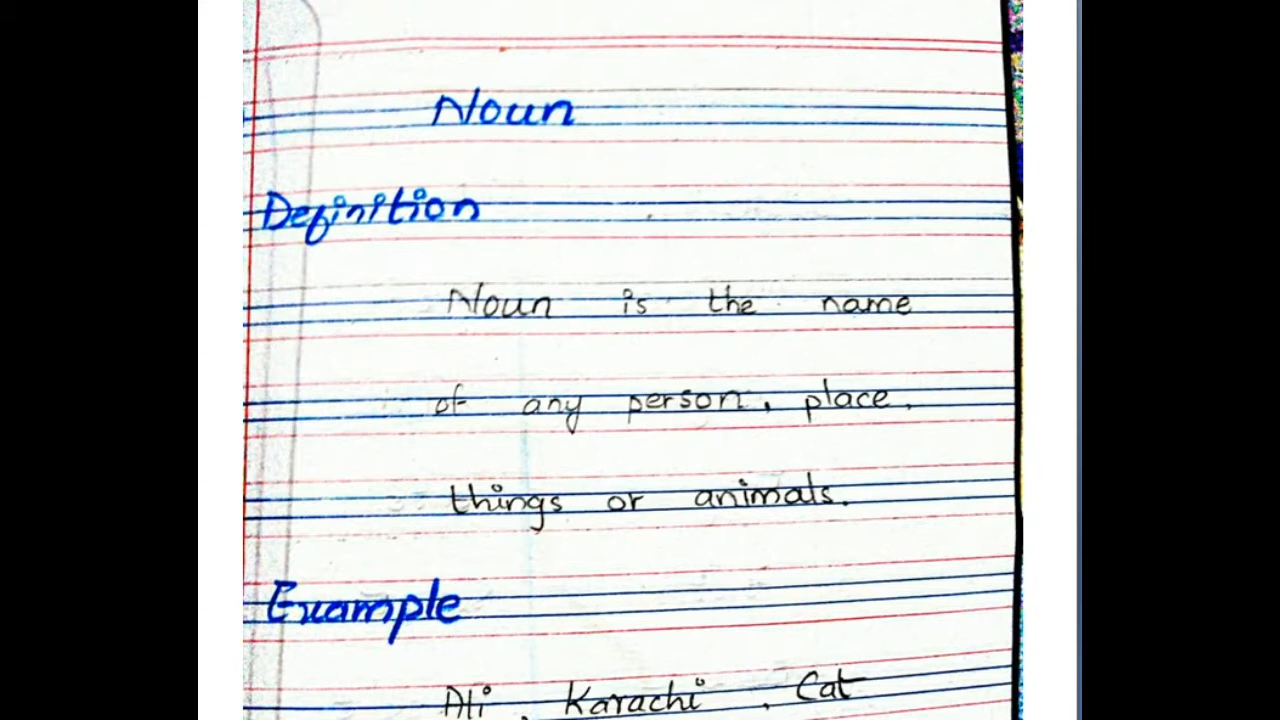 Noun
Definition
Noun is the name
of any person, place,
things or animals.
Example
Ali, Karachi, Cat